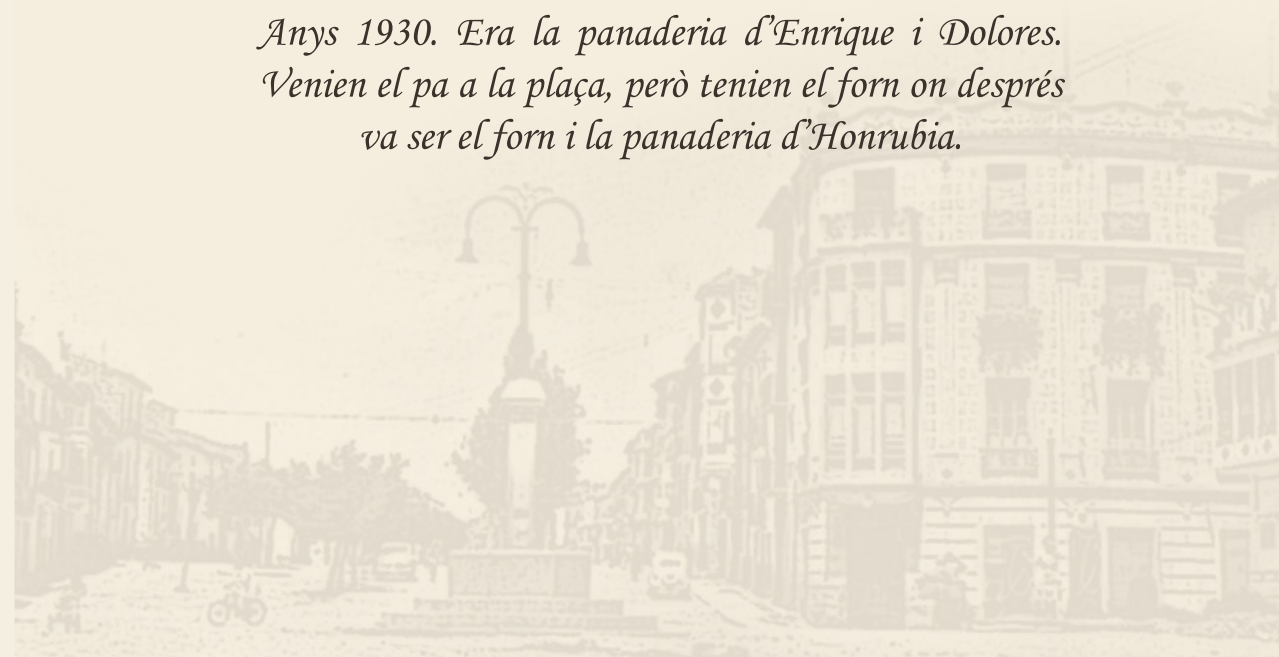 Anys 1930. Era la panaderia d’Enrique i Dolores.
Venien el pa a la plaça, però tenien el forn on després
va ser el forn i la panaderia d’Honrubia.